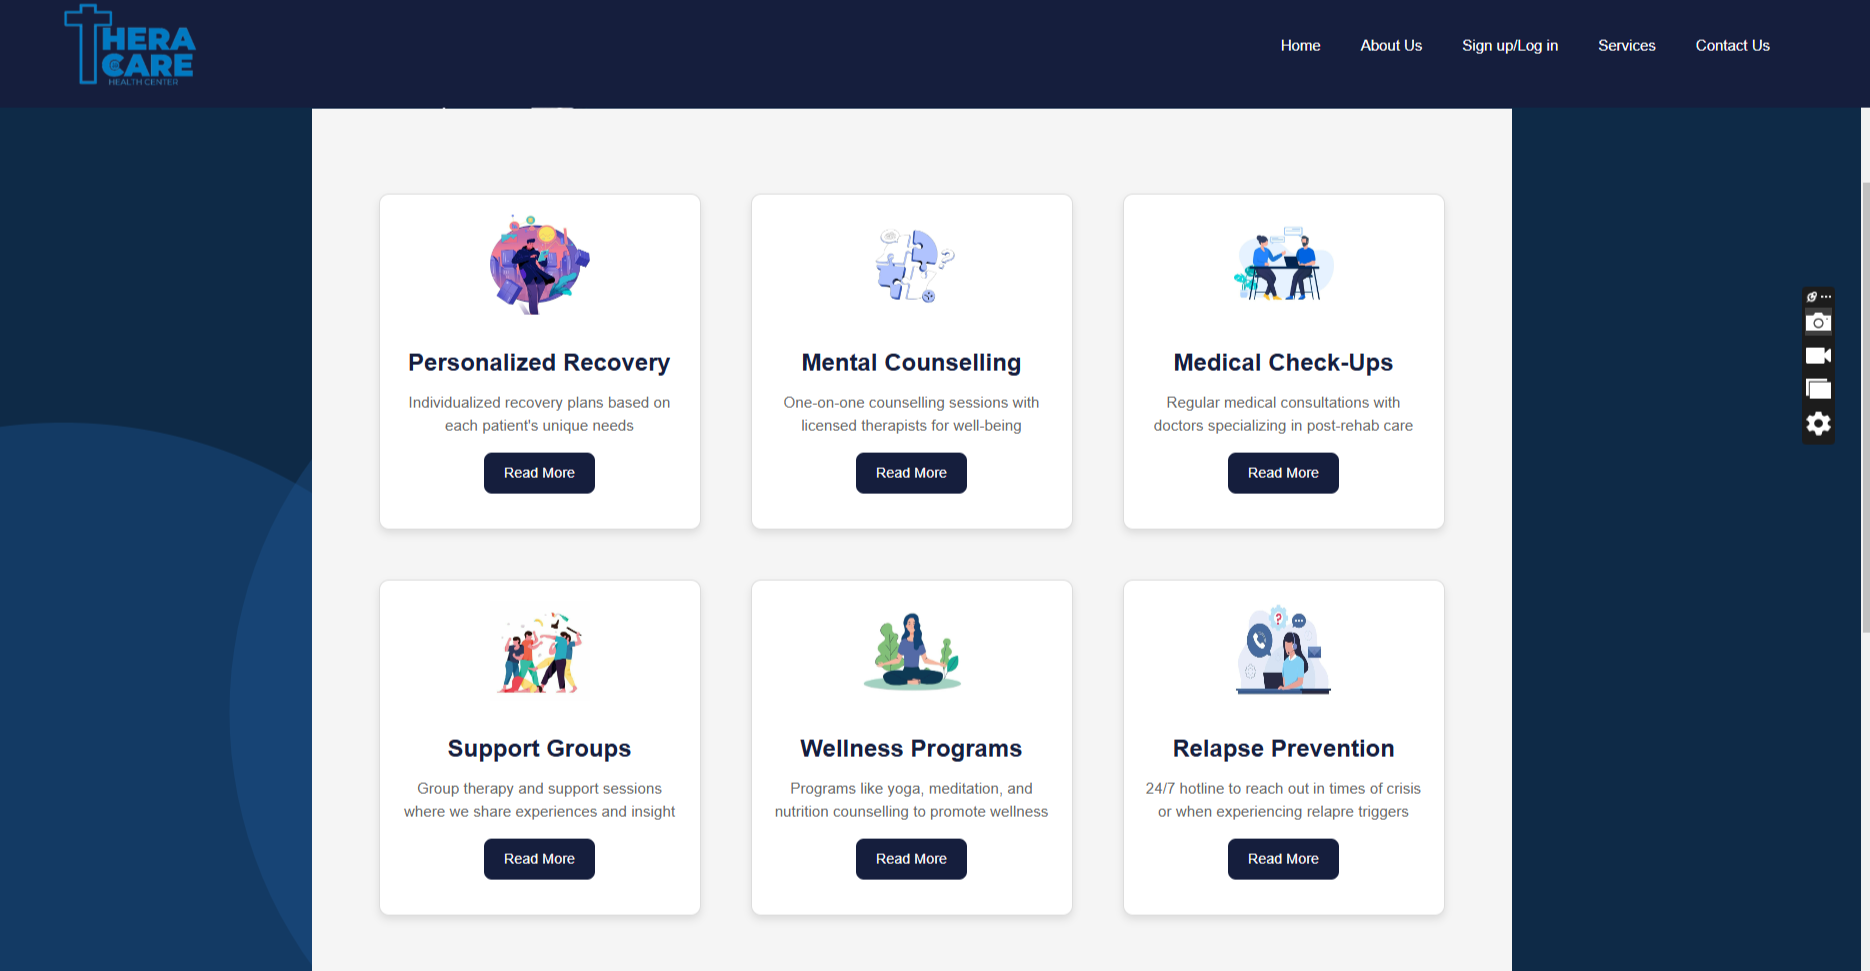 THERA
CARE
HEALTH CENTER
Home
About Us
Sign up/Log in
Services
Contact Us
Personalized Recovery
Individualized recovery plans based on
each patient's unique needs
Read More
Mental Counselling
One-on-one counselling sessions with
licensed therapists for well-being
Read More
Medical Check-Ups
Regular medical consultations with
doctors specializing in post-rehab care
Read More
Support Groups
Group therapy and support sessions
where we share experiences and insight
Read More
Wellness Programs
Programs like yoga, meditation, and
nutrition counselling to promote wellness
Read More
Relapse Prevention
24/7 hotline to reach out in times of crisis
or when experiencing relapre triggers
Read More